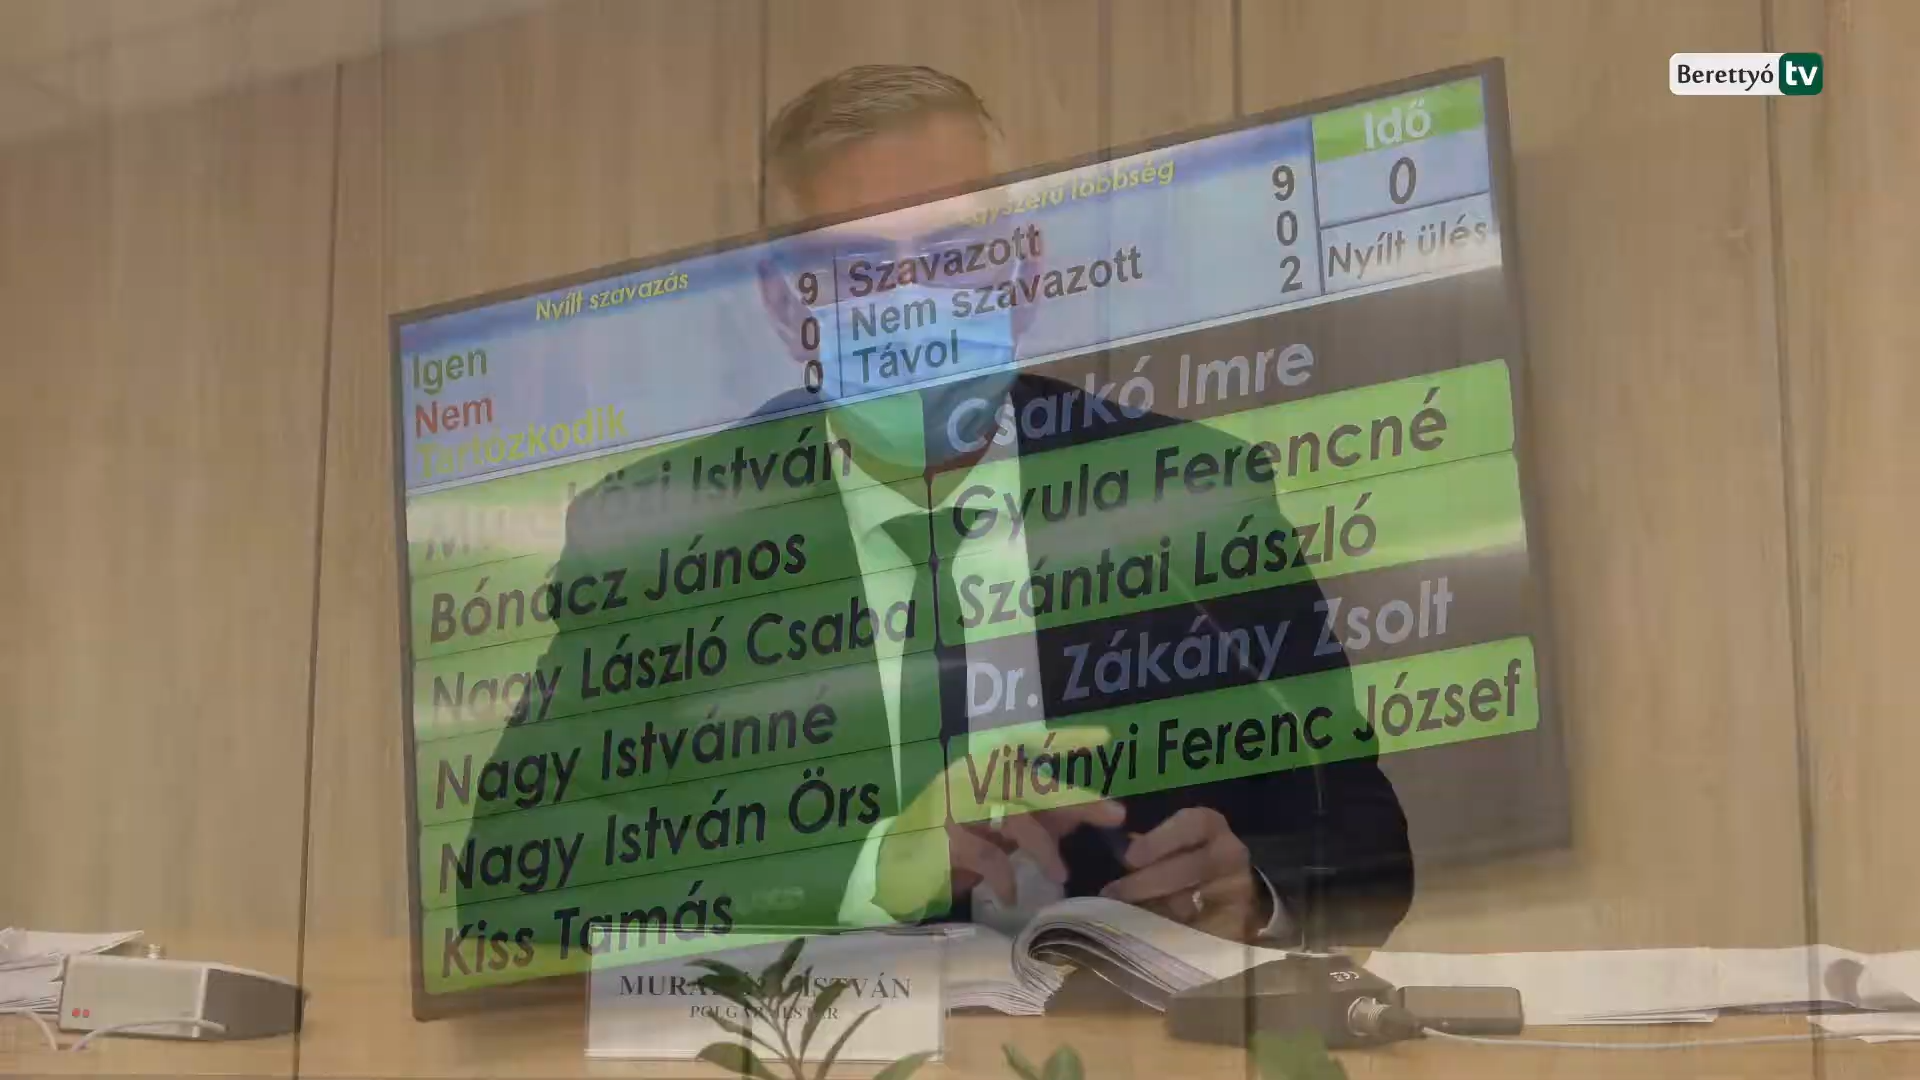 Berettyó tv
Idő
0
Nyílt szavazás
egyszerű többség
Igen 9
Nem 0
Tartózkodik 0
Szavazott 9
Nem szavazott 0
Távol 2
Nyílt ülés
István
Bónácz János
Nagy László Csaba
Nagy Istvánné
Nagy István Örs
Kiss Tamás
Csarkó Imre
Gyula Ferencné
Szántai László
Dr. Zákány Zsolt
Vitányi Ferenc József
ISTVÁN